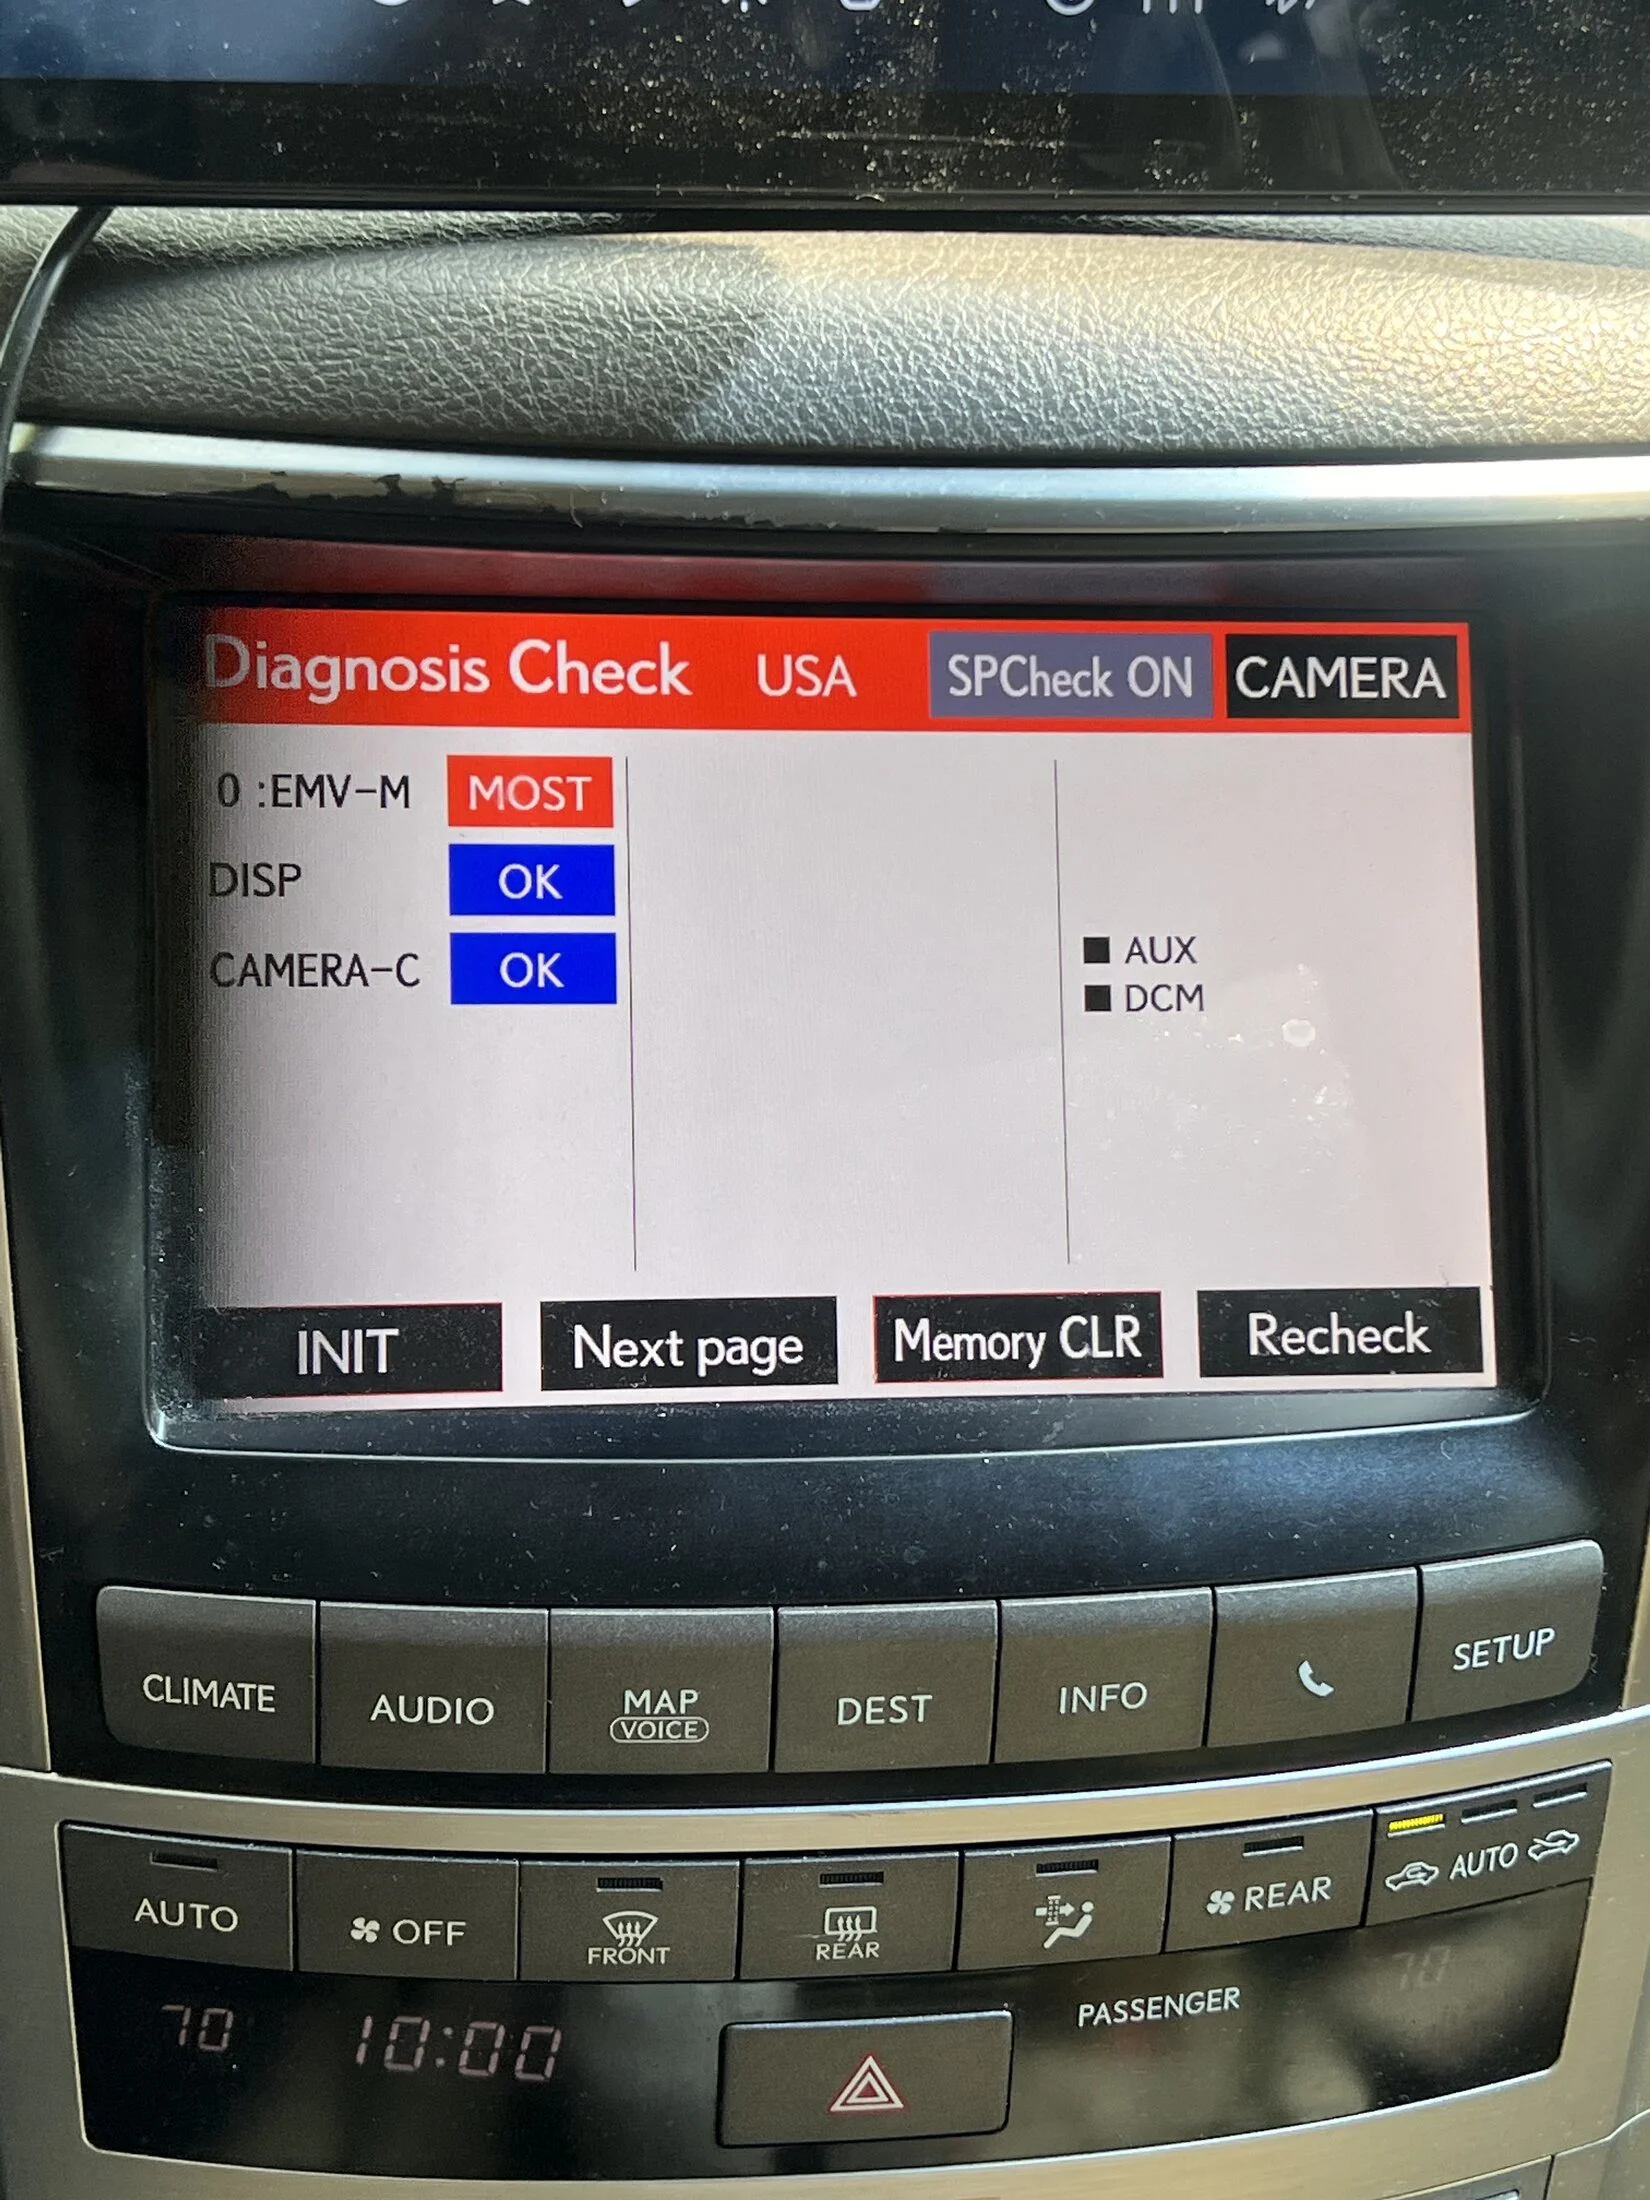 Diagnosis Check USA SPCheck ON CAMERA
0 :EMV-M MOST
DISP OK
CAMERA-C OK
AUX
DCM
INIT Next page Memory CLR Recheck
CLIMATE AUDIO MAP DEST INFO SETUP
VOICE
AUTO OFF FRONT REAR REAR AUTO
70 10:00 PASSENGER 70